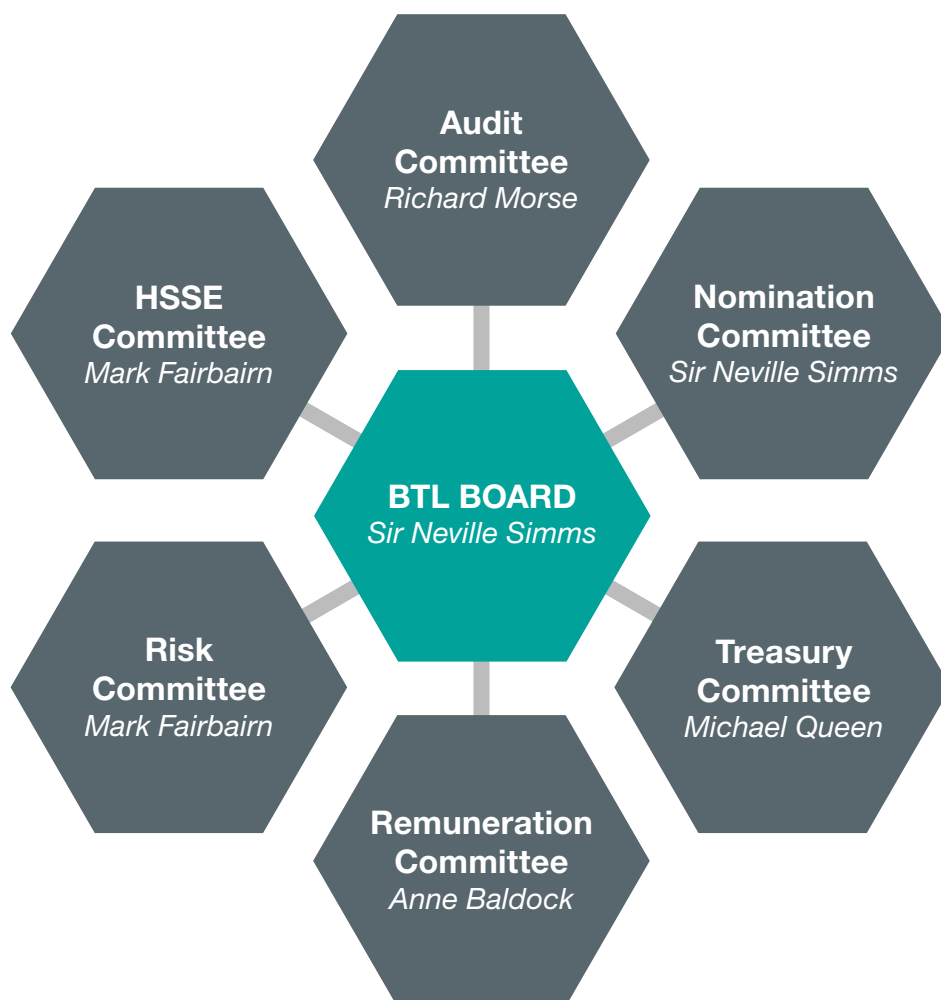 Audit
Committee
Richard Morse
HSSE
Committee
Mark Fairbairn
Nomination
Committee
Sir Neville Simms
BTL BOARD
Sir Neville Simms
Risk
Committee
Mark Fairbairn
Treasury
Committee
Michael Queen
Remuneration
Committee
Anne Baldock